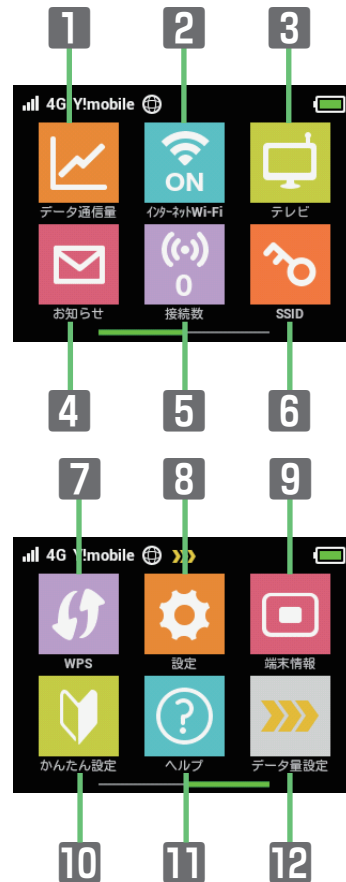 1 2 3
4G Y!mobile
ON
データ通信量 インターネットWi-Fi テレビ
0
お知らせ 接続数 SSID
4 5 6
7 8 9
4G Y!mobile
WPS 設定 端末情報
?
かんたん設定 ヘルプ データ量設定
10 11 12